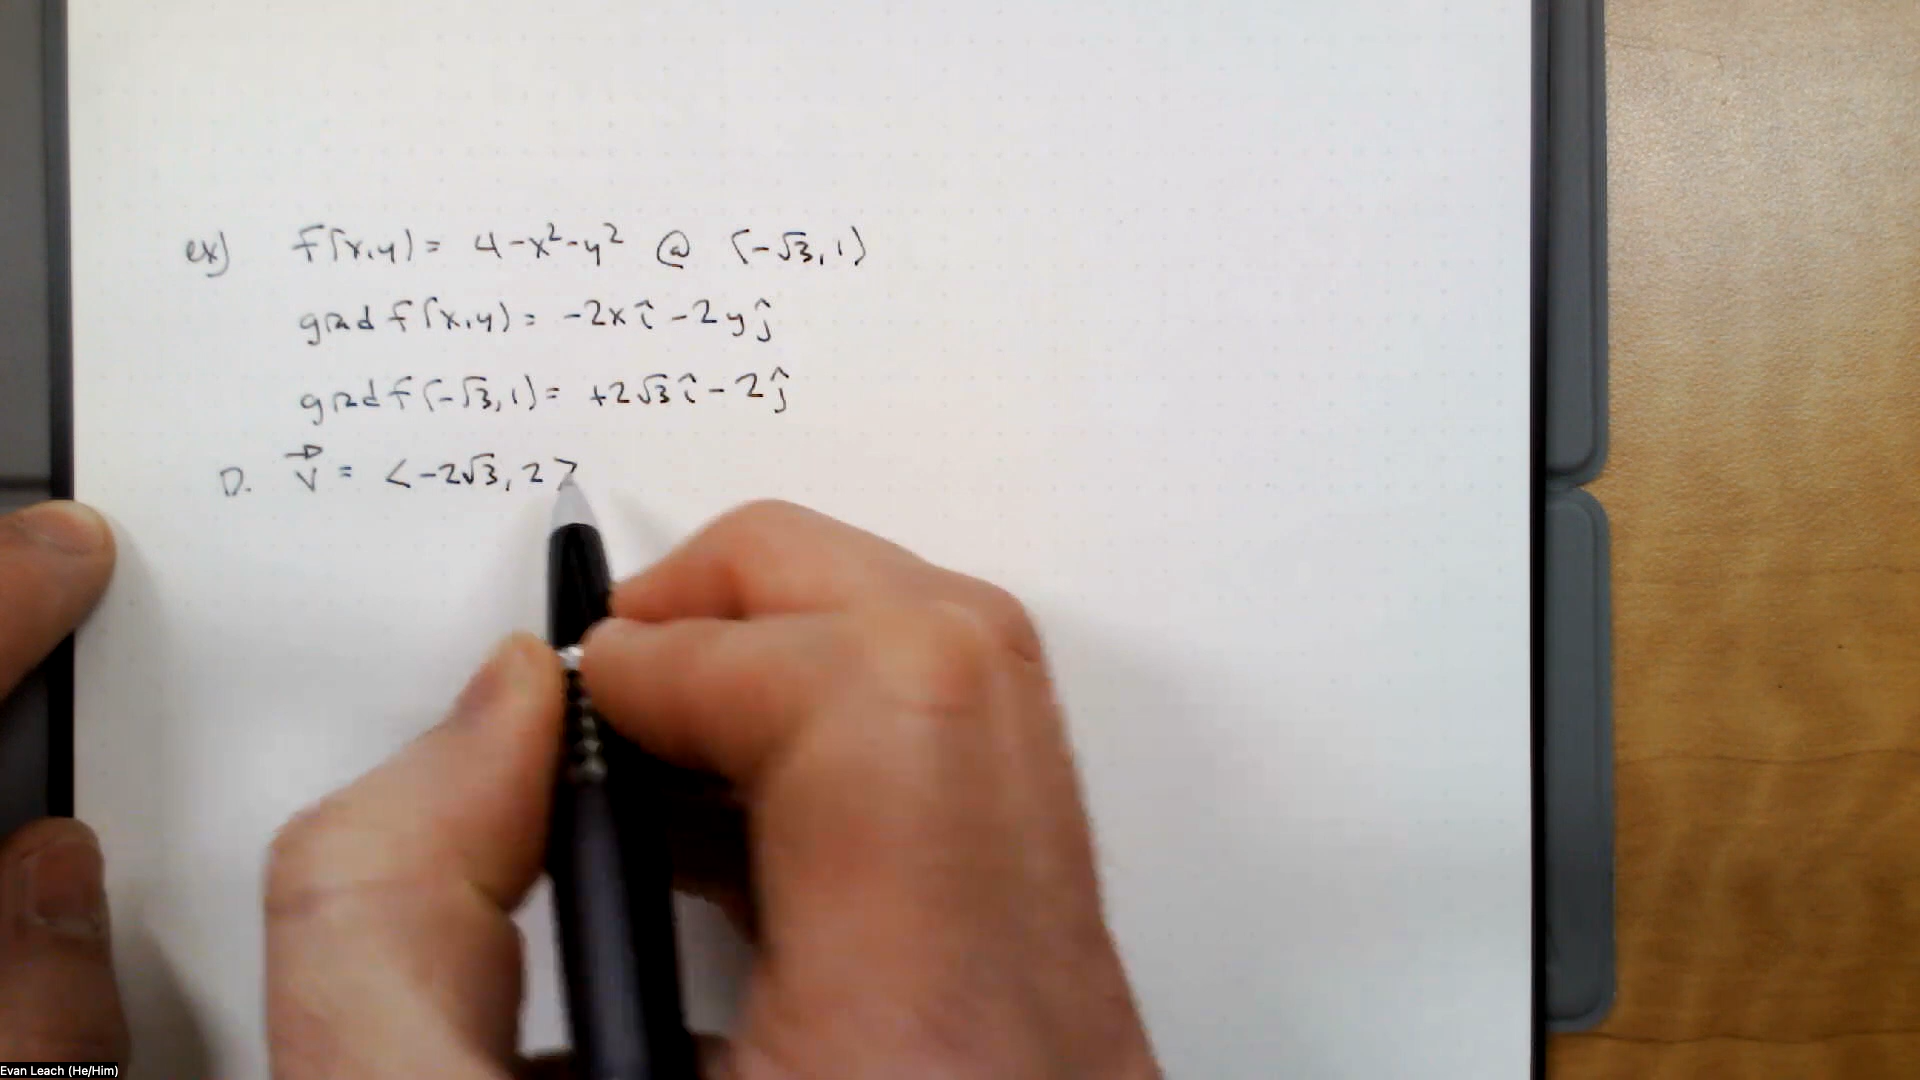 ex) f(x,y) = 4-x²-y² @ (-√3, 1)
grad f(x,y) = -2x î - 2y ĵ
grad f(-√3, 1) = +2√3 î - 2 ĵ
D. v⃗ = <-2√3, 2>
Evan Leach (He/Him)